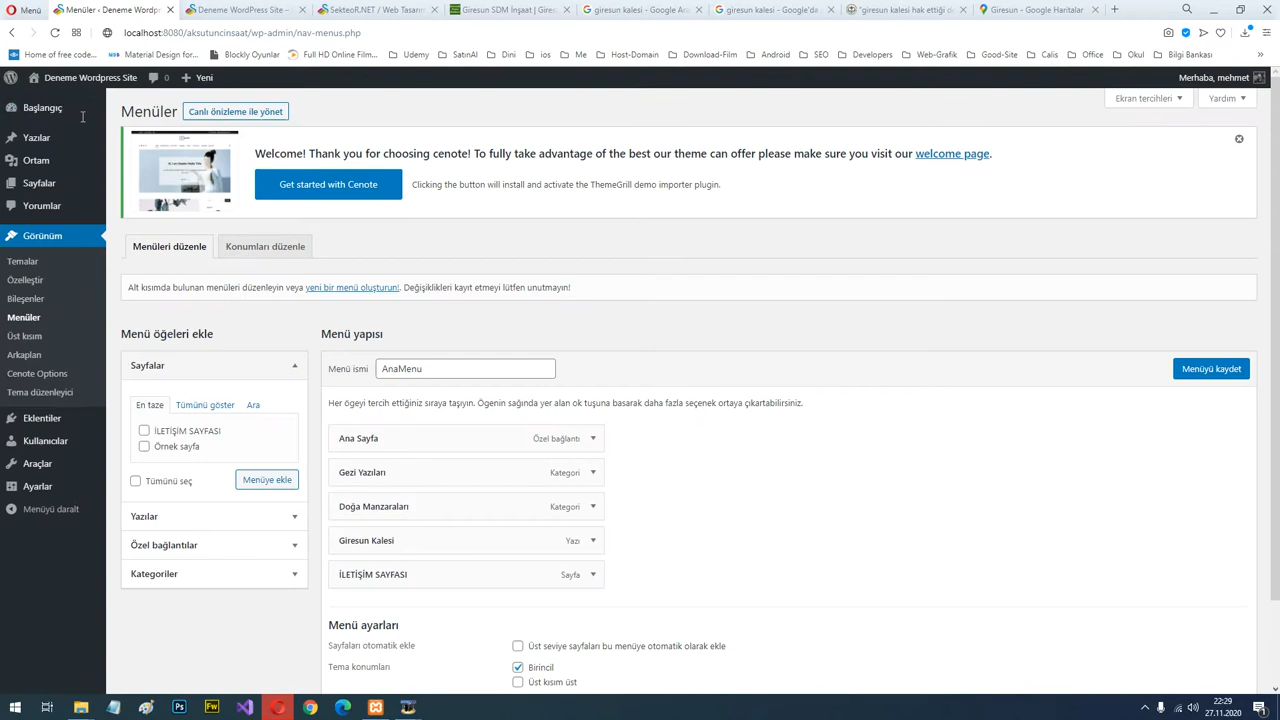 Menü
Menüler ‹ Deneme Wordpr
Deneme WordPress Site –
SekteoR.NET / Web Tasarım
Giresun SDM İnşaat | Gires
giresun kalesi - Google Ara
giresun kalesi - Google'da
"giresun kalesi hak ettiği d
Giresun - Google Haritalar
localhost:8080/aksutuncinsaat/wp-admin/nav-menus.php
Home of free code...
Material Design for...
Blockly Oyunlar
Full HD Online Film...
Udemy
SatınAl
Dini
ios
Me
Host-Domain
Download-Film
Android
SEO
Developers
Web-Grafik
Good-Site
Calis
Office
Okul
Bilgi Bankası
Deneme WordPress Site
0
Yeni
Merhaba, mehmet
Başlangıç
Yazılar
Ortam
Sayfalar
Yorumlar
Görünüm
Temalar
Özelleştir
Bileşenler
Menüler
Üst kısım
Arkaplan
Cenote Options
Tema düzenleyici
Eklentiler
Kullanıcılar
Araçlar
Ayarlar
Menüyü daralt
Ekran tercihleri
Yardım
Menüler
Canlı önizleme ile yönet
Welcome! Thank you for choosing cenote! To fully take advantage of the best our theme can offer please make sure you visit our welcome page.
Get started with Cenote
Clicking the button will install and activate the ThemeGrill demo importer plugin.
Menüleri düzenle
Konumları düzenle
Alt kısımda bulunan menüleri düzenleyin veya yeni bir menü oluşturun!. Değişiklikleri kayıt etmeyi lütfen unutmayın!
Menü öğeleri ekle
Sayfalar
En taze
Tümünü göster
Ara
İLETİŞİM SAYFASI
Örnek sayfa
Tümünü seç
Menüye ekle
Yazılar
Özel bağlantılar
Kategoriler
Menü yapısı
Menü ismi
AnaMenu
Menüyü kaydet
Her ögeyi tercih ettiğiniz sıraya taşıyın. Ögenin sağında yer alan ok tuşuna basarak daha fazla seçenek ortaya çıkartabilirsiniz.
Ana Sayfa
Özel bağlantı
Gezi Yazıları
Kategori
Doğa Manzaraları
Kategori
Giresun Kalesi
Yazı
İLETİŞİM SAYFASI
Sayfa
Menü ayarları
Sayfaları otomatik ekle
Üst seviye sayfaları bu menüye otomatik olarak ekle
Tema konumları
Birincil
Üst kısım üst
22:29
27.11.2020